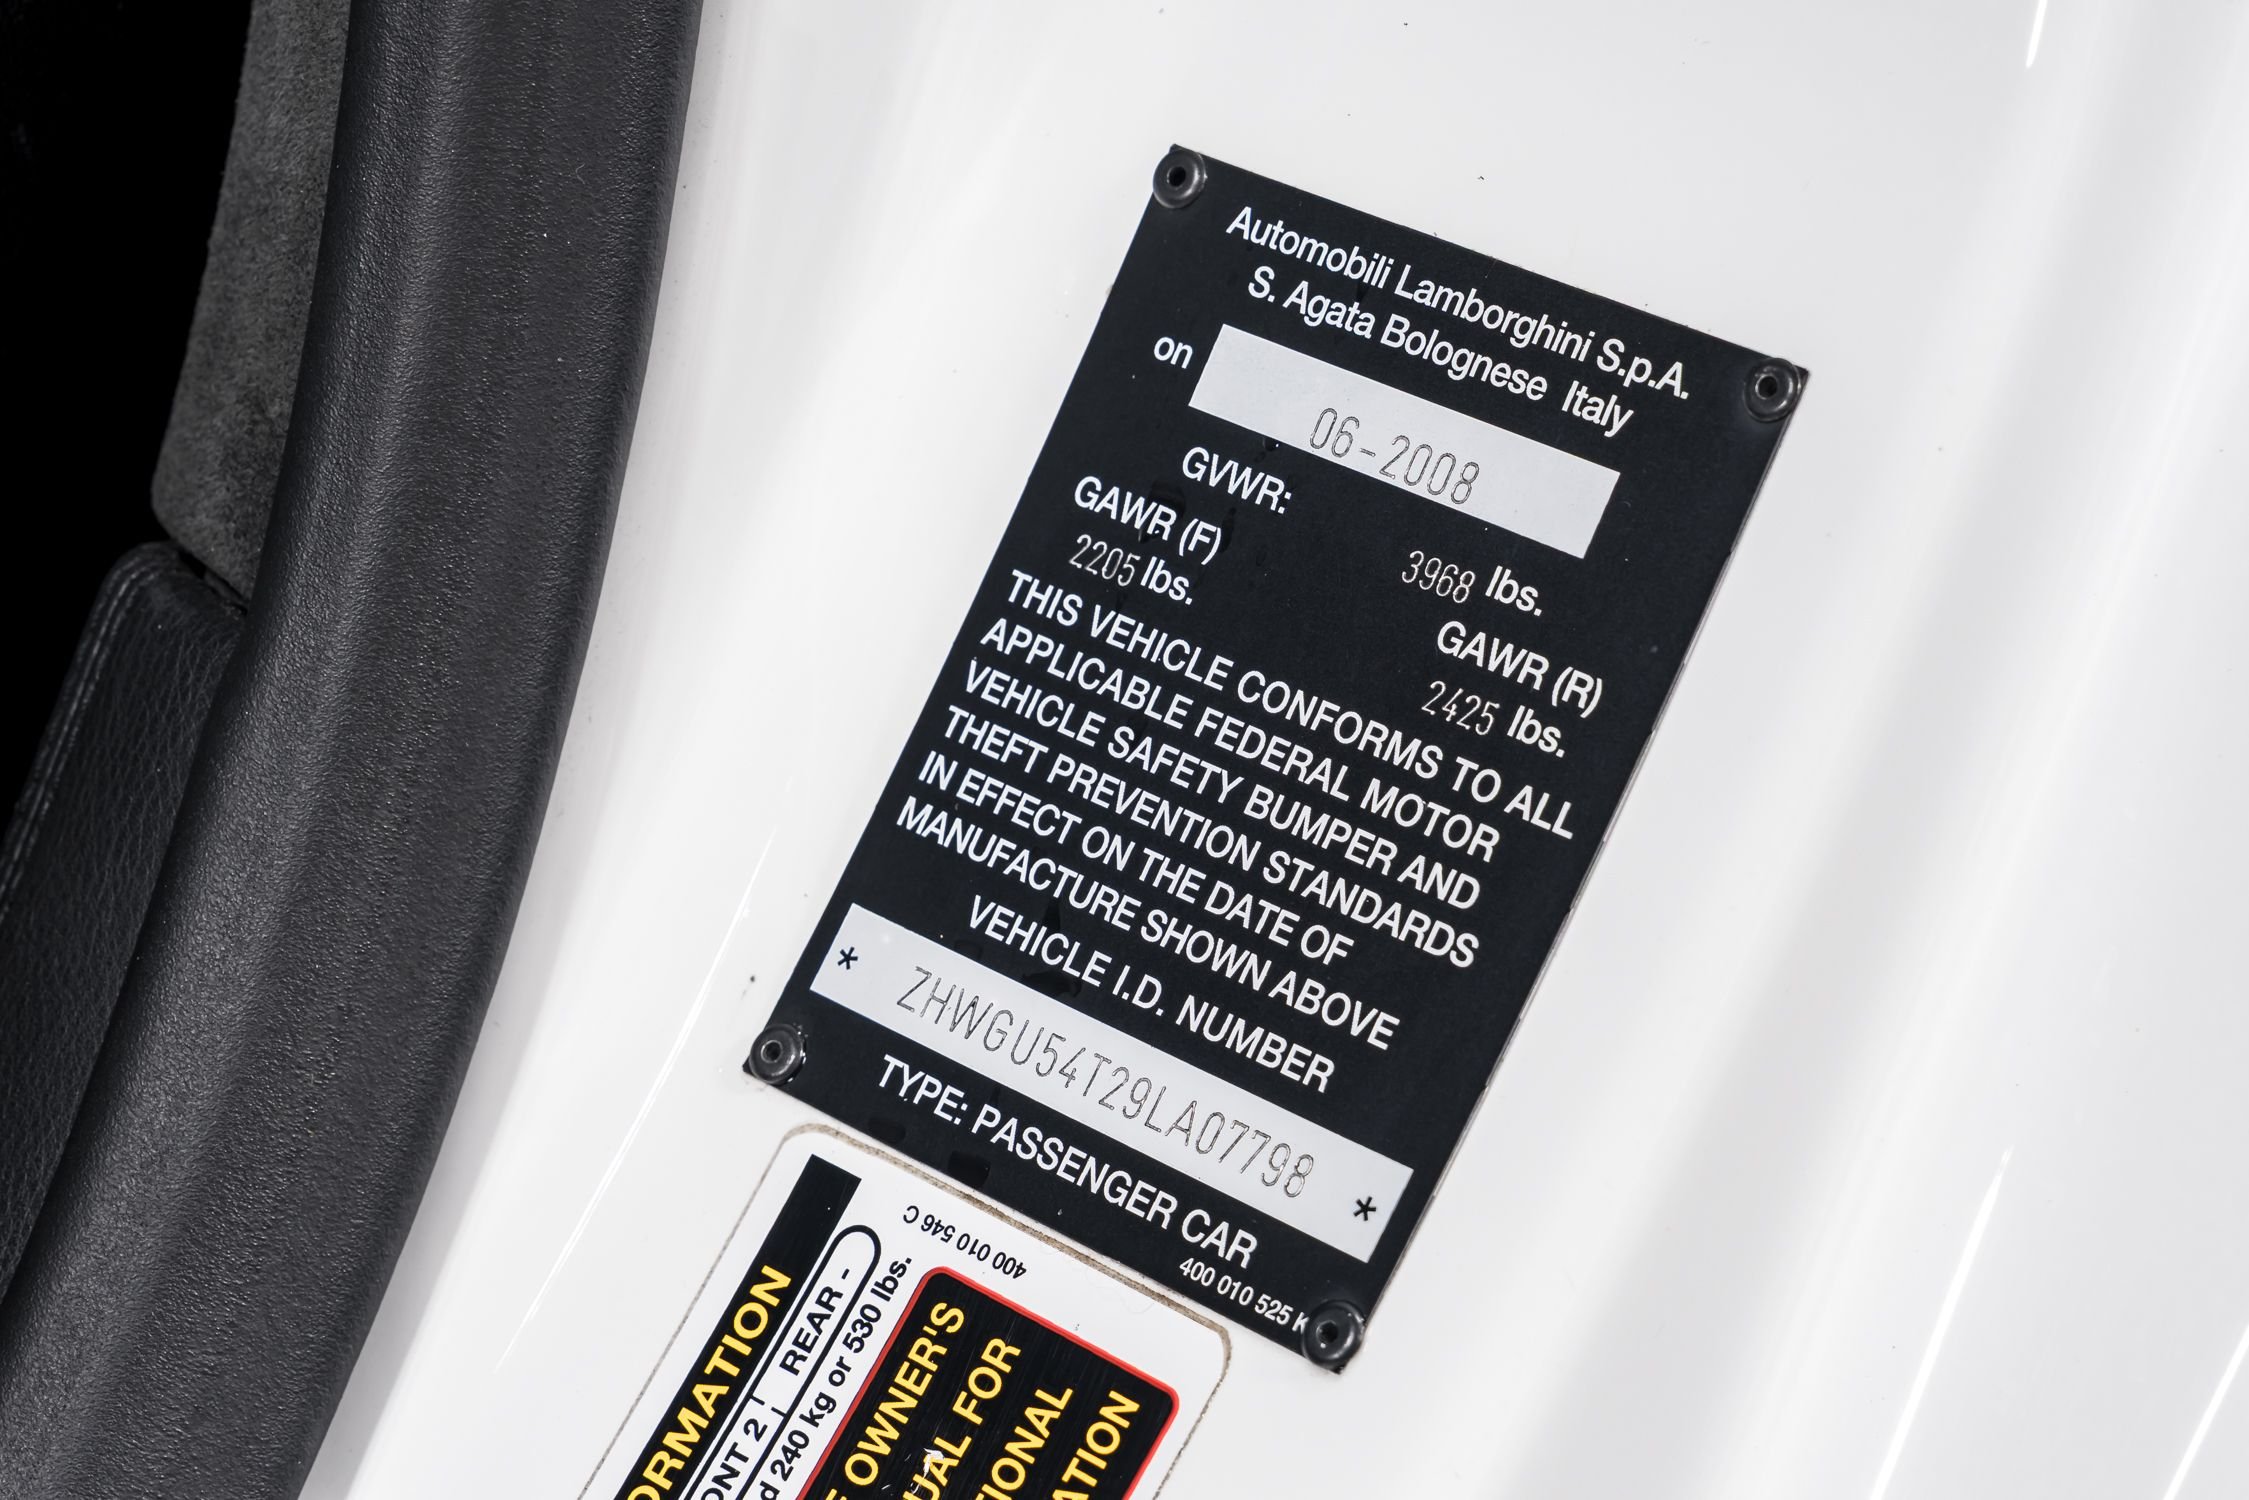 Automobili Lamborghini S.p.A.
S. Agata Bolognese Italy
on 06-2008
GVWR: 3968 lbs.
GAWR (F) GAWR (R)
2205 lbs. 2425 lbs.
THIS VEHICLE CONFORMS TO ALL
APPLICABLE FEDERAL MOTOR
VEHICLE SAFETY BUMPER AND
THEFT PREVENTION STANDARDS
IN EFFECT ON THE DATE OF
MANUFACTURE SHOWN ABOVE
VEHICLE I.D. NUMBER
* ZHWGU54T29LA07798 *
TYPE: PASSENGER CAR
400 010 525 K
400 010 546 C
ORMATION
ONT 2 REAR -
d 240 kg or 530 lbs.
E OWNER'S
UAL FOR
TIONAL
ATION